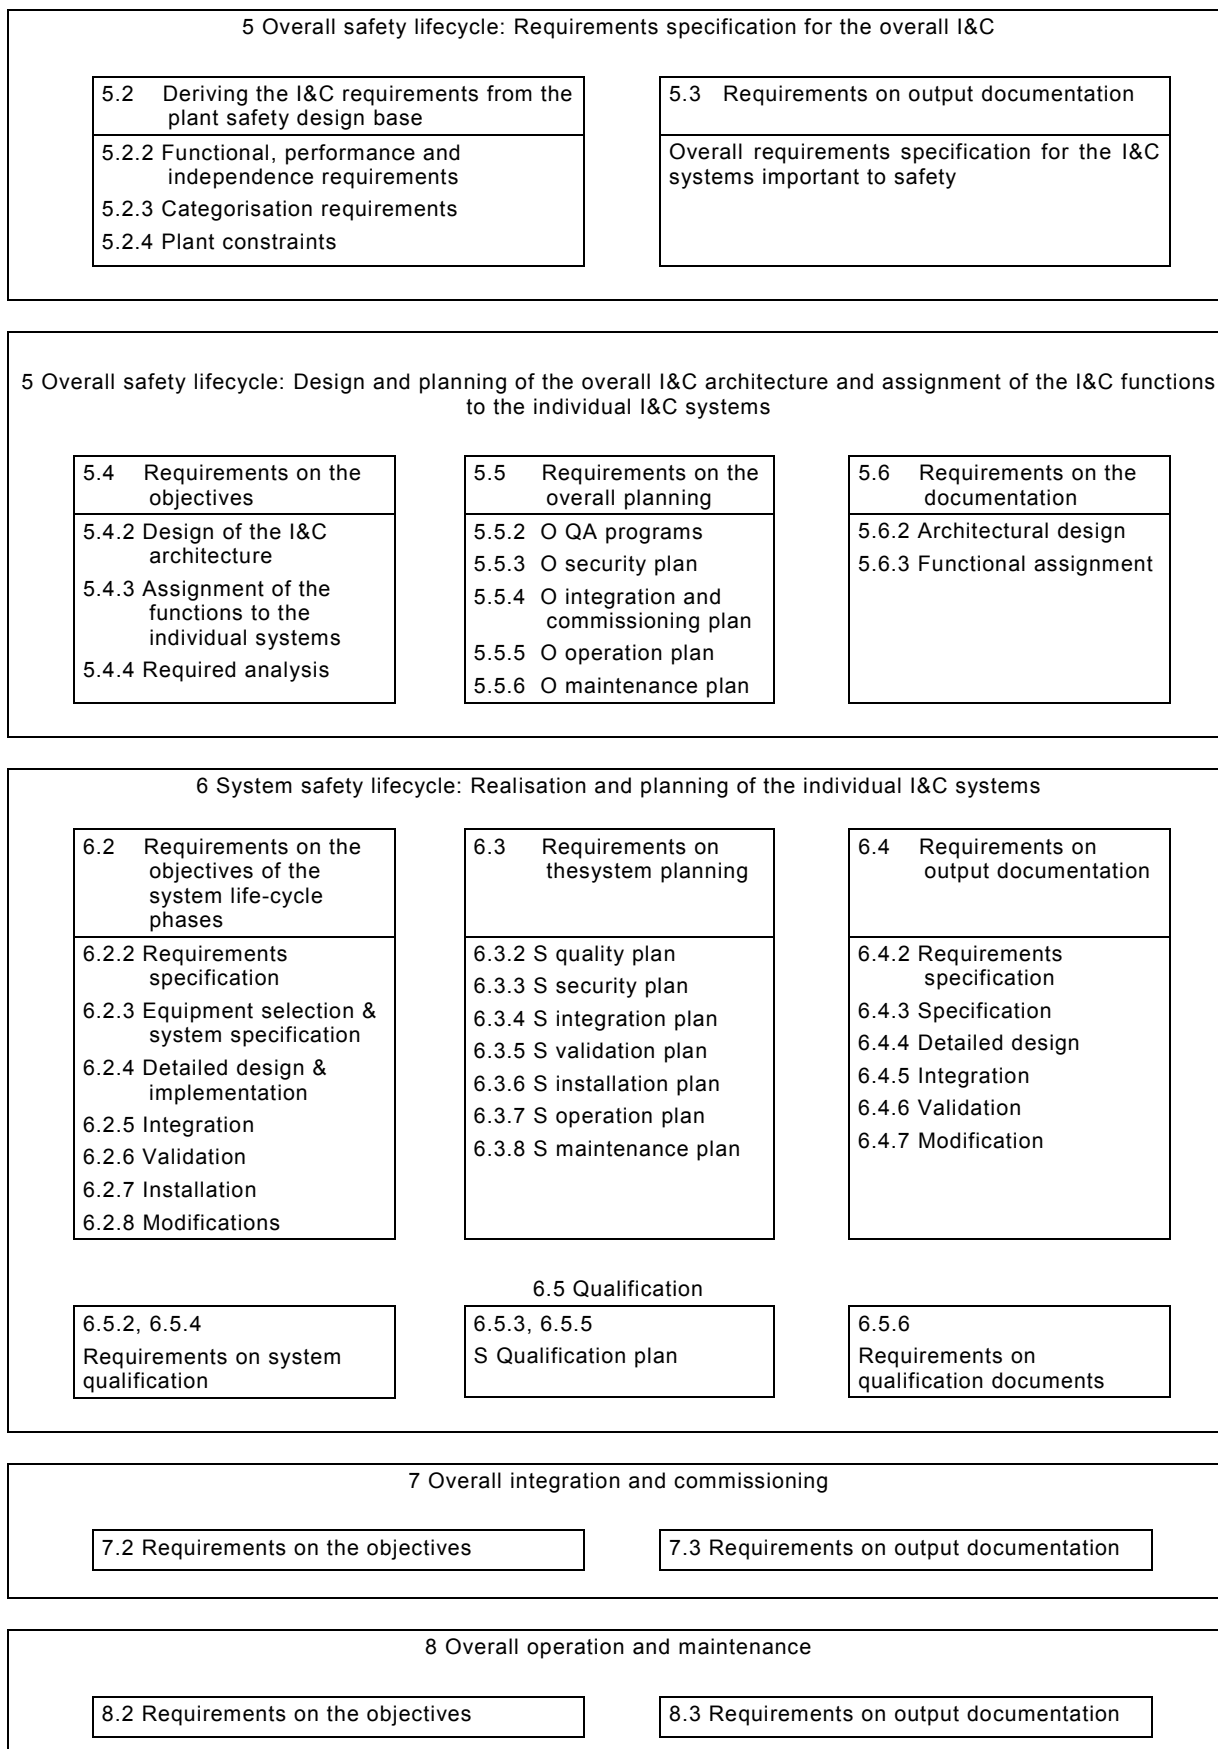 5 Overall safety lifecycle: Requirements specification for the overall I&C
5.2 Deriving the I&C requirements from the
plant safety design base
5.2.2 Functional, performance and
independence requirements
5.2.3 Categorisation requirements
5.2.4 Plant constraints
5.3 Requirements on output documentation
Overall requirements specification for the I&C
systems important to safety
5 Overall safety lifecycle: Design and planning of the overall I&C architecture and assignment of the I&C functions
to the individual I&C systems
5.4 Requirements on the
objectives
5.4.2 Design of the I&C
architecture
5.4.3 Assignment of the
functions to the
individual systems
5.4.4 Required analysis
5.5 Requirements on the
overall planning
5.5.2 O QA programs
5.5.3 O security plan
5.5.4 O integration and
commissioning plan
5.5.5 O operation plan
5.5.6 O maintenance plan
5.6 Requirements on the
documentation
5.6.2 Architectural design
5.6.3 Functional assignment
6 System safety lifecycle: Realisation and planning of the individual I&C systems
6.2 Requirements on the
objectives of the
system life-cycle
phases
6.2.2 Requirements
specification
6.2.3 Equipment selection &
system specification
6.2.4 Detailed design &
implementation
6.2.5 Integration
6.2.6 Validation
6.2.7 Installation
6.2.8 Modifications
6.3 Requirements on
thesystem planning
6.3.2 S quality plan
6.3.3 S security plan
6.3.4 S integration plan
6.3.5 S validation plan
6.3.6 S installation plan
6.3.7 S operation plan
6.3.8 S maintenance plan
6.4 Requirements on
output documentation
6.4.2 Requirements
specification
6.4.3 Specification
6.4.4 Detailed design
6.4.5 Integration
6.4.6 Validation
6.4.7 Modification
6.5 Qualification
6.5.2, 6.5.4
Requirements on system
qualification
6.5.3, 6.5.5
S Qualification plan
6.5.6
Requirements on
qualification documents
7 Overall integration and commissioning
7.2 Requirements on the objectives
7.3 Requirements on output documentation
8 Overall operation and maintenance
8.2 Requirements on the objectives
8.3 Requirements on output documentation